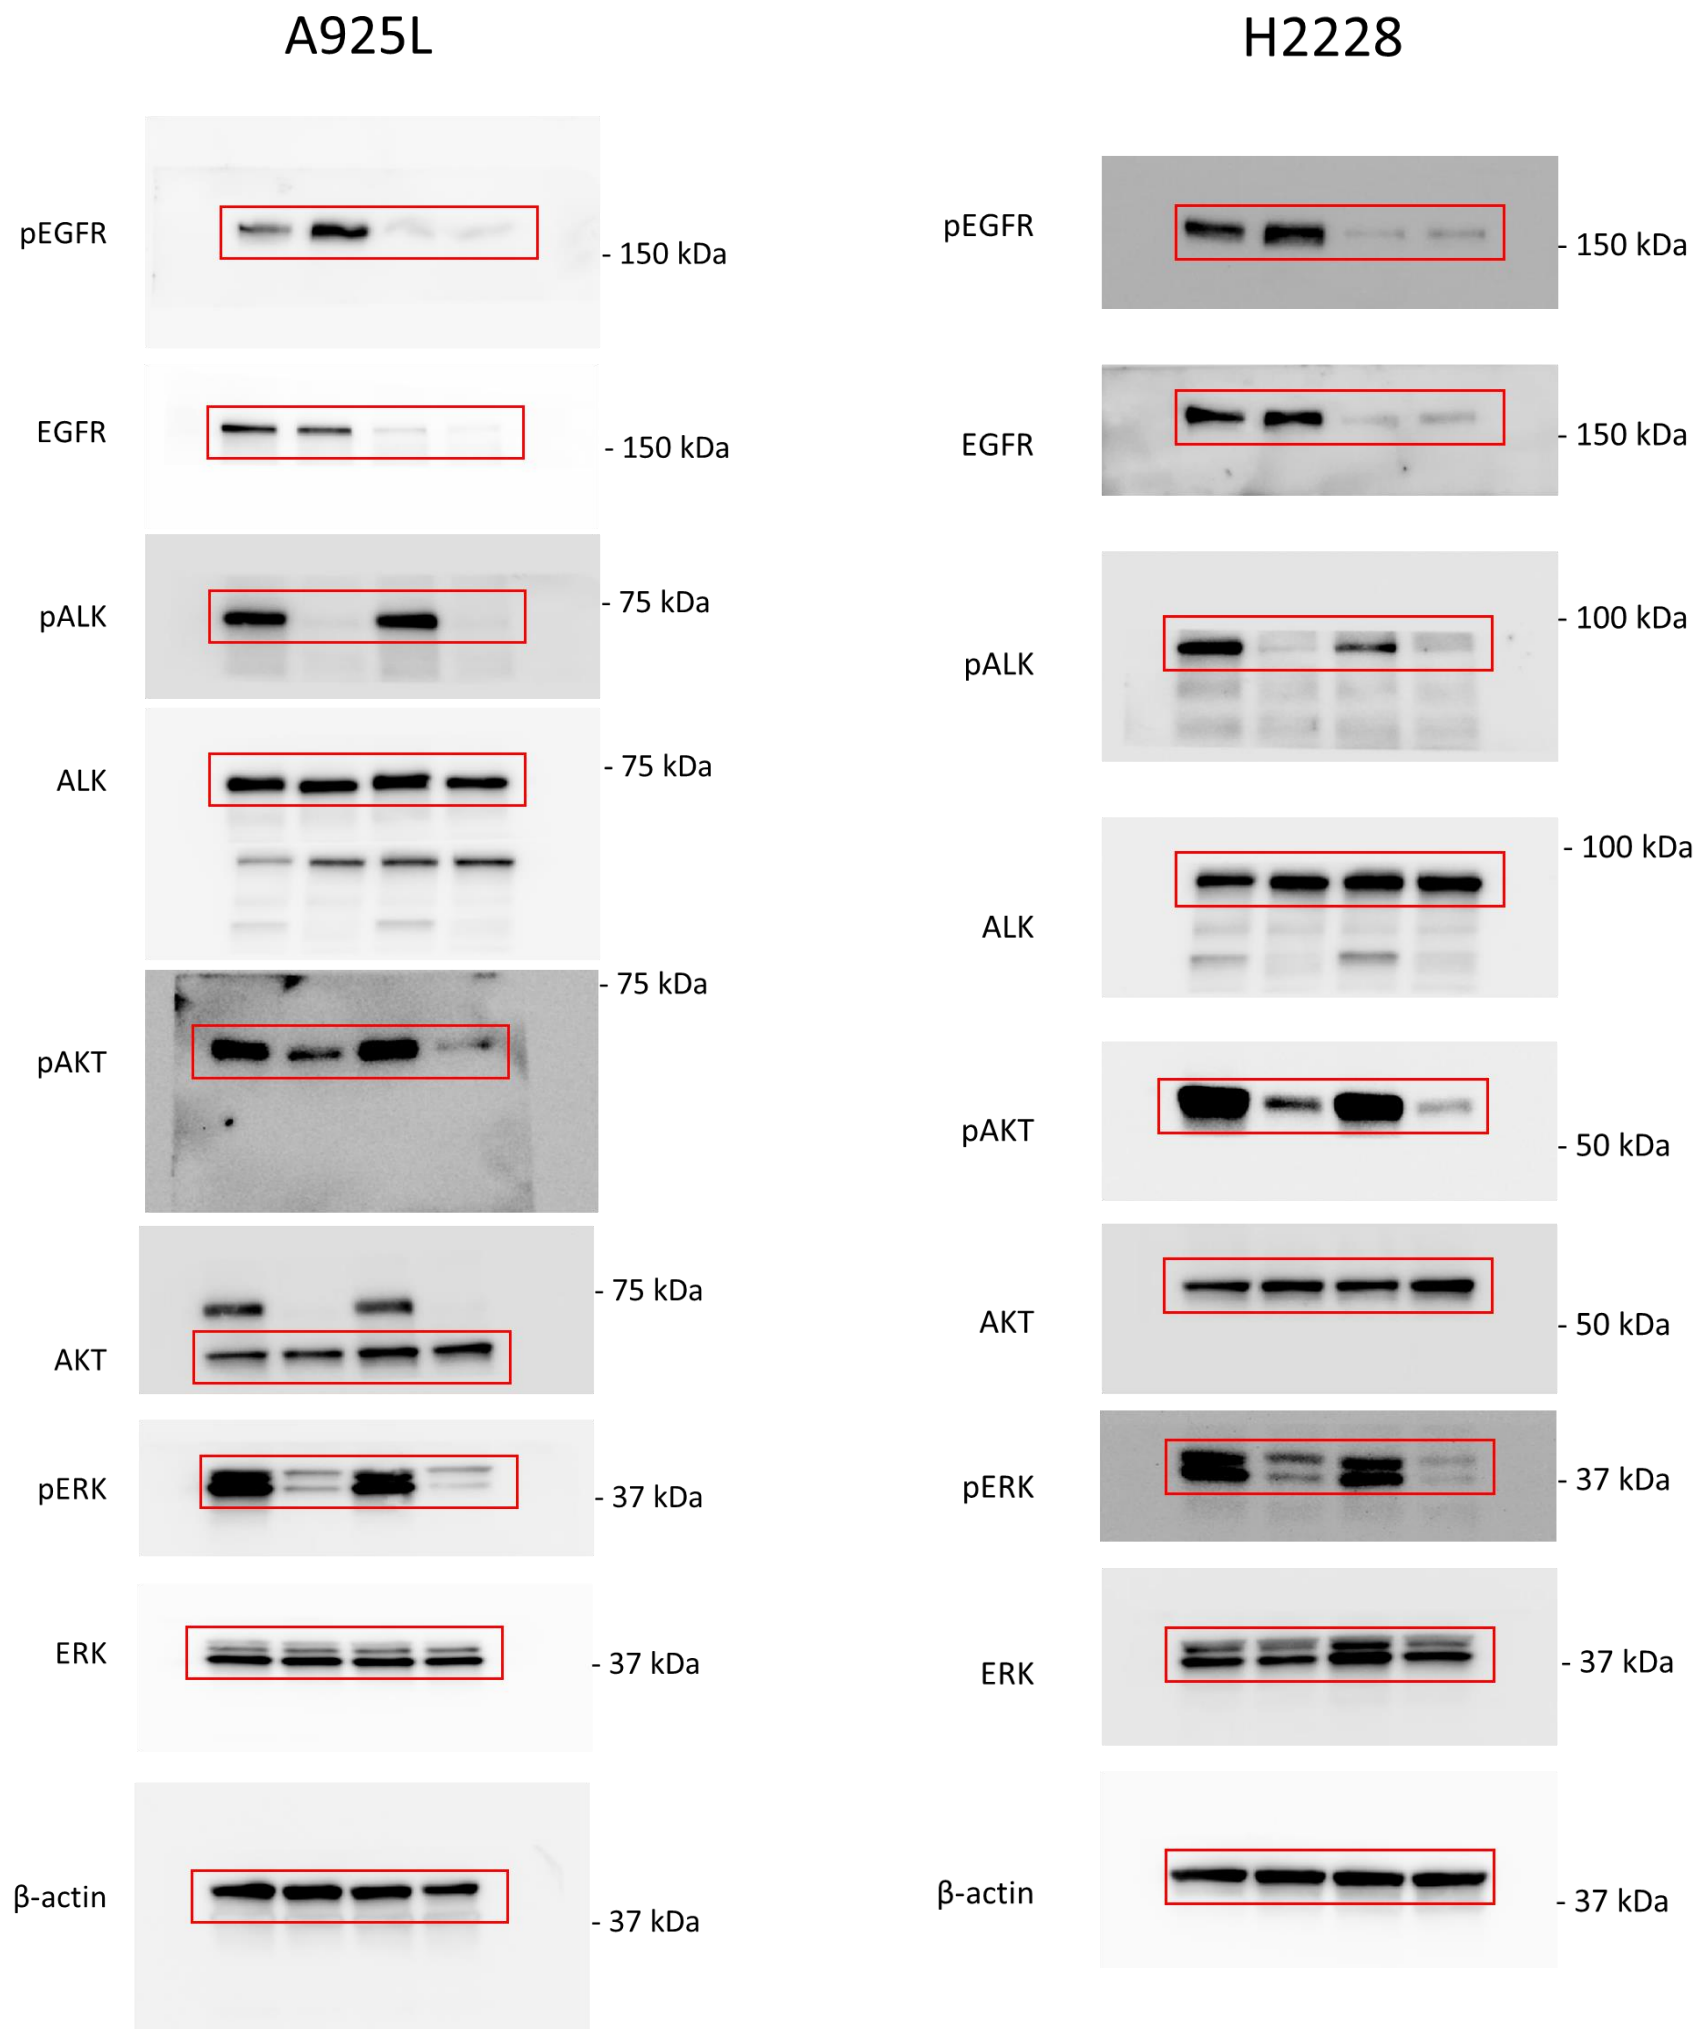 A925L
pEGFR
- 150 kDa
EGFR
- 150 kDa
pALK
- 75 kDa
ALK
- 75 kDa
pAKT
- 75 kDa
AKT
- 75 kDa
pERK
- 37 kDa
ERK
- 37 kDa
β-actin
- 37 kDa
H2228
pEGFR
- 150 kDa
EGFR
- 150 kDa
pALK
- 100 kDa
ALK
- 100 kDa
pAKT
- 50 kDa
AKT
- 50 kDa
pERK
- 37 kDa
ERK
- 37 kDa
β-actin
- 37 kDa